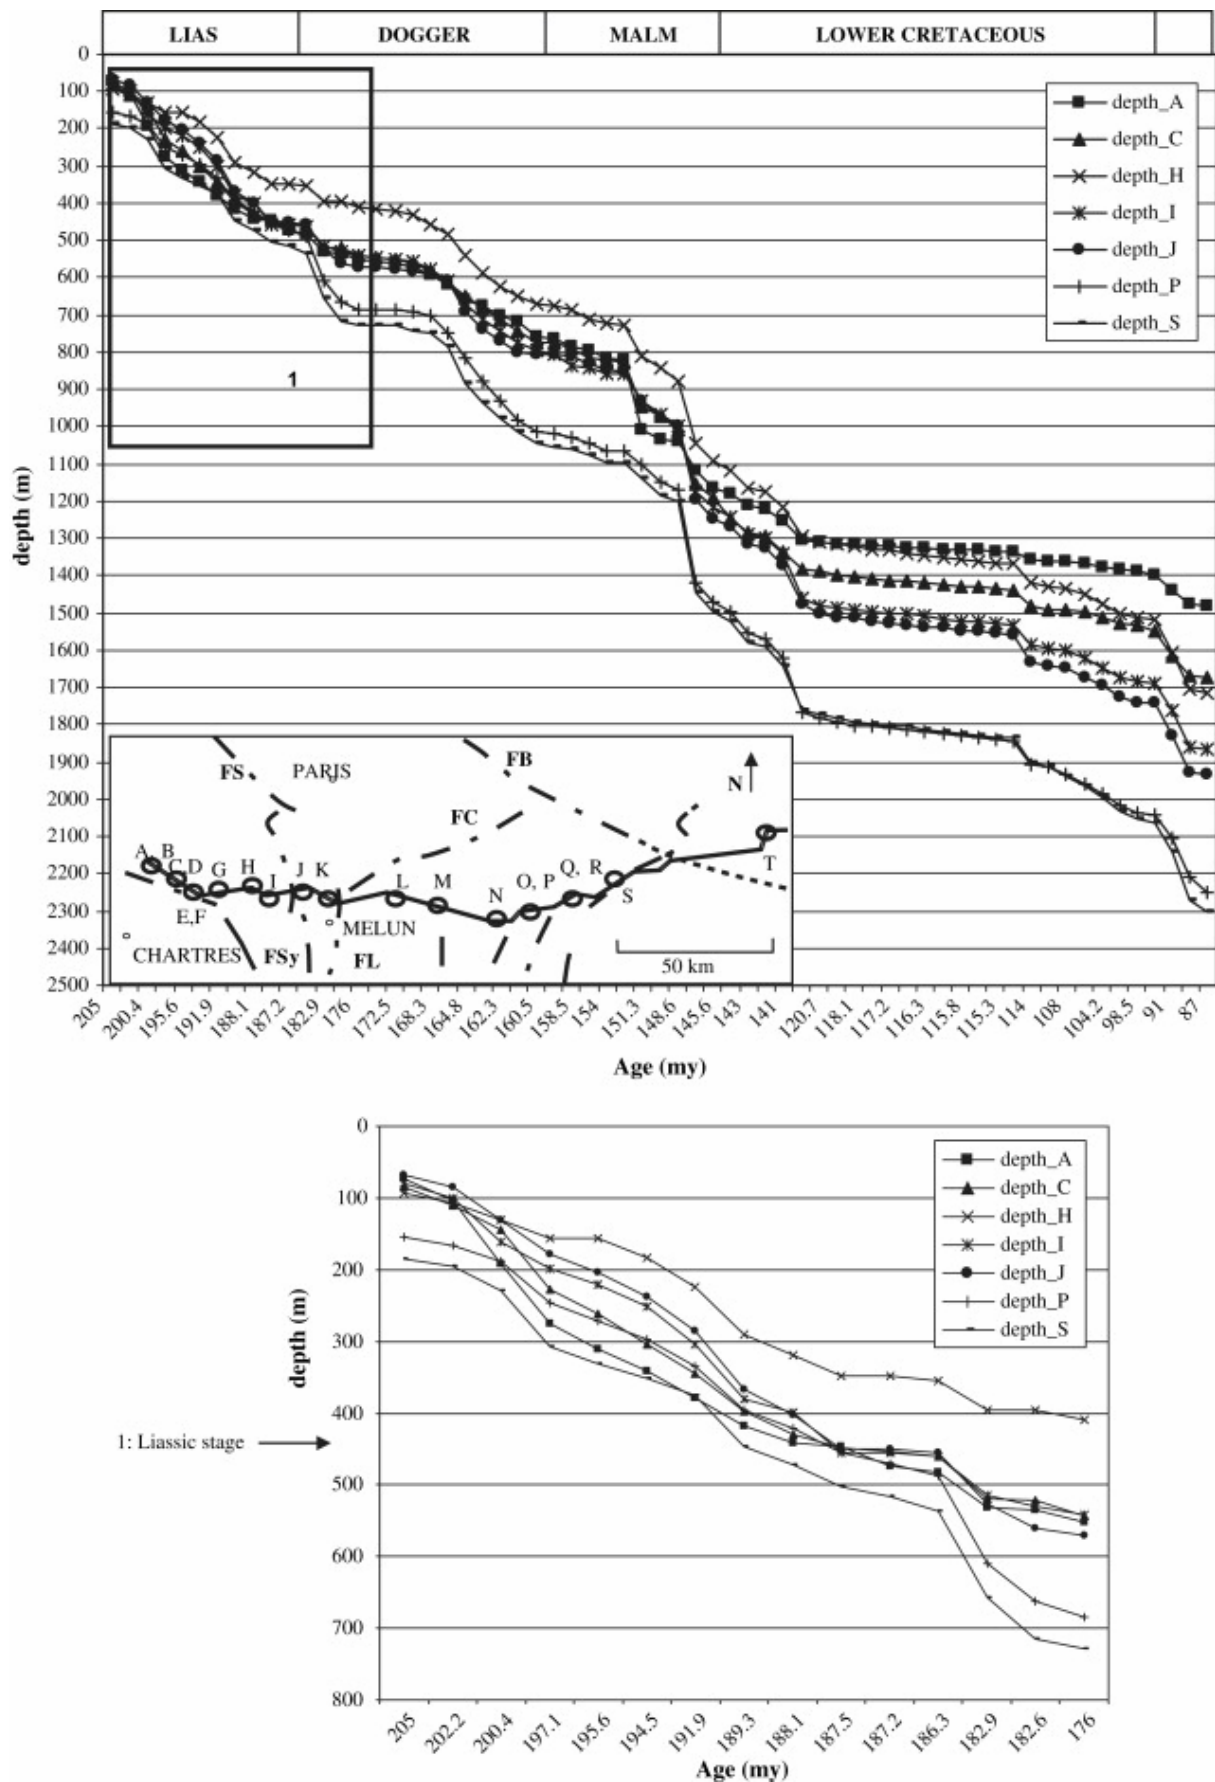 LIAS DOGGER MALM LOWER CRETACEOUS
0
100
200
300
400
500
600
700
800
900
1000
1100
1200
1300
1400
1500
1600
1700
1800
1900
2000
2100
2200
2300
2400
2500
depth (m)
depth_A
depth_C
depth_H
depth_I
depth_J
depth_P
depth_S
1
FS PARIS FB N
FC
A B C D G H I J K L M N O, P Q, R S T
E,F
CHARTRES FSy MELUN FL
50 km
205 200.4 195.6 191.9 188.1 187.2 182.9 176 172.5 168.3 164.8 162.3 160.5 158.5 154 151.3 148.6 145.6 143 141 120.7 118.1 117.2 116.3 115.8 115.3 114 108 104.2 98.5 91 87
Age (my)
0
100
200
300
400
500
600
700
800
depth (m)
depth_A
depth_C
depth_H
depth_I
depth_J
depth_P
depth_S
1: Liassic stage
205 202.2 200.4 197.1 195.6 194.5 191.9 189.3 188.1 187.5 187.2 186.3 182.9 182.6 176
Age (my)